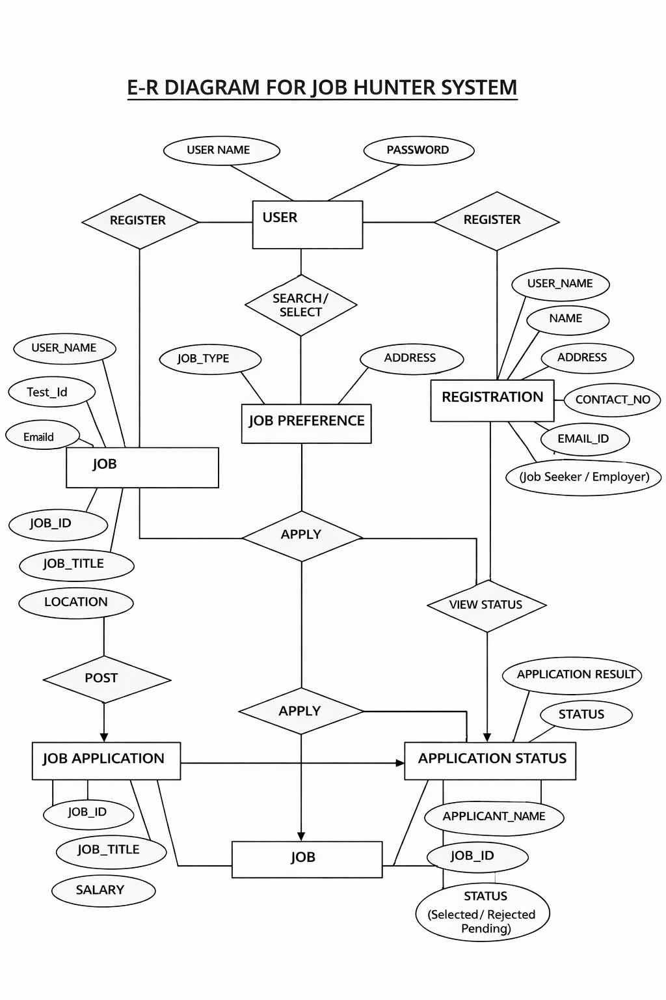 E-R DIAGRAM FOR JOB HUNTER SYSTEM
USER NAME
PASSWORD
REGISTER
USER
REGISTER
USER_NAME
SEARCH/
SELECT
NAME
USER_NAME
JOB_TYPE
ADDRESS
ADDRESS
Test_Id
REGISTRATION
CONTACT_NO
JOB PREFERENCE
Emaild
EMAIL_ID
JOB
(Job Seeker / Employer)
JOB_ID
APPLY
JOB_TITLE
LOCATION
VIEW STATUS
POST
APPLICATION RESULT
APPLY
STATUS
JOB APPLICATION
APPLICATION STATUS
JOB_ID
APPLICANT_NAME
JOB_TITLE
JOB
JOB_ID
SALARY
STATUS
(Selected/ Rejected
Pending)